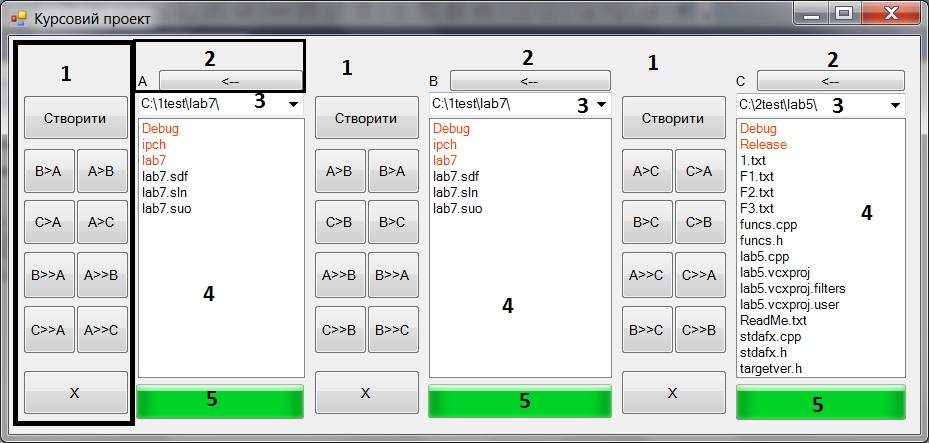 Курсовий проект
1
2
A <--
Створити
C:\1test\lab7\ 3
B>A A>B
C>A A>C
B>>A A>>B
C>>A A>>C
X
Debug
ipch
lab7
lab7.sdf
lab7.sln
lab7.suo
4
5
1
2
B <--
Створити
C:\1test\lab7\ 3
A>B B>A
C>B B>C
A>>B B>>A
C>>B B>>C
X
Debug
ipch
lab7
lab7.sdf
lab7.sln
lab7.suo
4
5
1
2
C <--
Створити
C:\2test\lab5\ 3
A>C C>A
B>C C>B
A>>C C>>A
B>>C C>>B
X
Debug
Release
1.txt
F1.txt
F2.txt
F3.txt
funcs.cpp
funcs.h
lab5.cpp
lab5.vcxproj
lab5.vcxproj.filters
lab5.vcxproj.user
ReadMe.txt
stdafx.cpp
stdafx.h
targetver.h
4
5